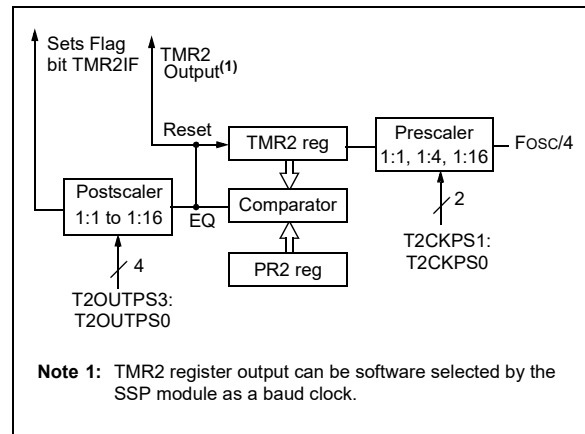 Sets Flag
bit TMR2IF
TMR2
Output(1)
Reset
TMR2 reg
Prescaler
1:1, 1:4, 1:16
FOSC/4
Postscaler
1:1 to 1:16
EQ
Comparator
2
4
PR2 reg
T2CKPS1:
T2CKPS0
T2OUTPS3:
T2OUTPS0
Note 1: TMR2 register output can be software selected by the
SSP module as a baud clock.